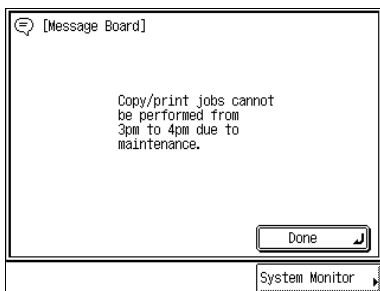 [Message Board]
Copy/print jobs cannot
be performed from
3pm to 4pm due to
maintenance.
Done
System Monitor